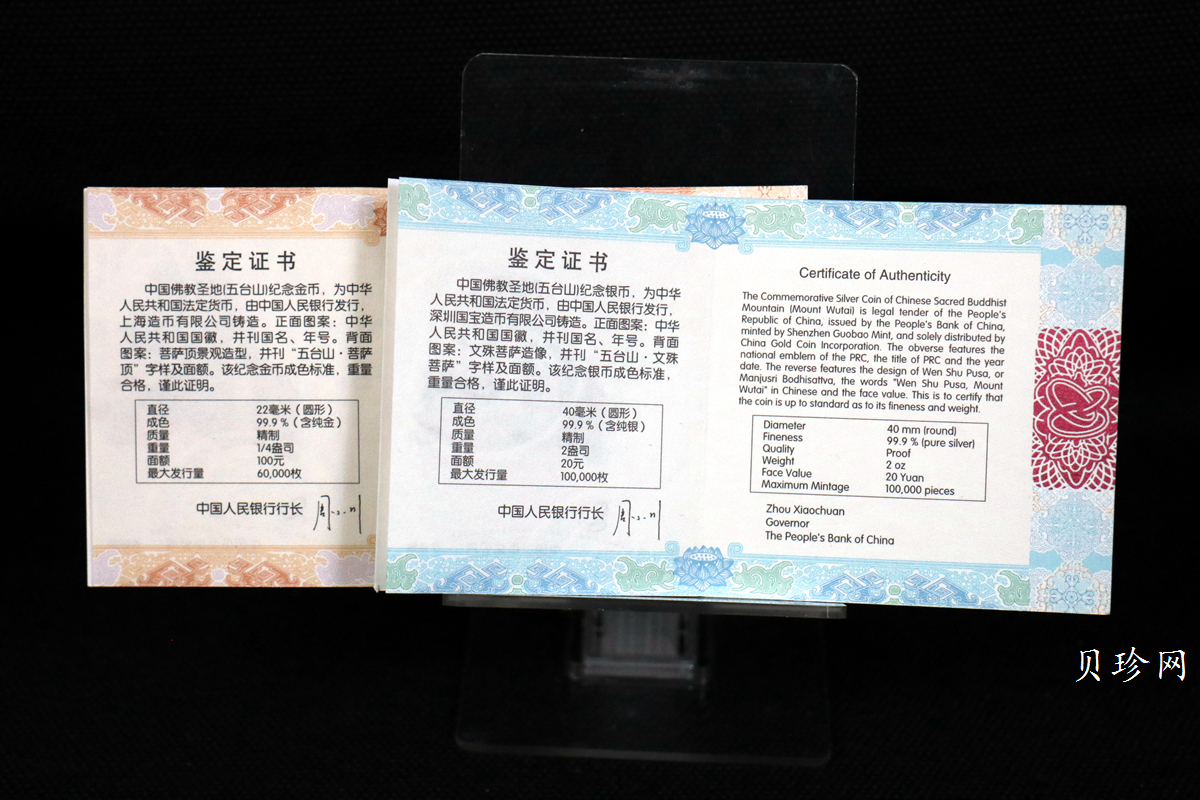 鉴定证书
中国佛教圣地(五台山)纪念金币，为中华
人民共和国法定货币，由中国人民银行发行，
上海造币有限公司铸造。正面图案：中华
人民共和国国徽，并刊国名、年号。背面
图案：菩萨顶景观造型，并刊“五台山·菩萨
顶”字样及面额。该纪念金币成色标准，重量
合格，谨此证明。
直径 22毫米（圆形）
成色 99.9％（含纯金）
质量 精制
重量 1/4盎司
面额 100元
最大发行量 60,000枚
中国人民银行行长
鉴定证书
中国佛教圣地(五台山)纪念银币，为中华
人民共和国法定货币，由中国人民银行发行，
深圳国宝造币有限公司铸造。正面图案：中华
人民共和国国徽，并刊国名、年号。背面
图案：文殊菩萨造像，并刊“五台山·文殊
菩萨”字样及面额。该纪念银币成色标准，
重量合格，谨此证明。
直径 40毫米（圆形）
成色 99.9％（含纯银）
质量 精制
重量 2盎司
面额 20元
最大发行量 100,000枚
中国人民银行行长
Certificate of Authenticity
The Commemorative Silver Coin of Chinese Sacred Buddhist
Mountain (Mount Wutai) is legal tender of the People's
Republic of China, issued by the People's Bank of China,
minted by Shenzhen Guobao Mint, and solely distributed by
China Gold Coin Incorporation. The obverse features the
national emblem of the PRC, the title of PRC and the year
date. The reverse features the design of Wen Shu Pusa, or
Manjusri Bodhisattva, the words "Wen Shu Pusa, Mount
Wutai" in Chinese and the face value. This is to certify that
the coin is up to standard as to its fineness and weight.
Diameter 40 mm (round)
Fineness 99.9 % (pure silver)
Quality Proof
Weight 2 oz
Face Value 20 Yuan
Maximum Mintage 100,000 pieces
Zhou Xiaochuan
Governor
The People's Bank of China
贝珍网